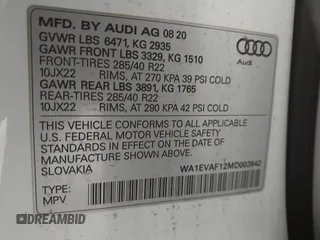 MFD. BY AUDI AG 08 20
GVWR LBS 6471, KG 2935
GAWR FRONT LBS 3329, KG 1510
FRONT-TIRES 285/40 R22
10JX22 RIMS, AT 270 KPA 39 PSI COLD
GAWR REAR LBS 3891, KG 1765
REAR-TIRES 285/40 R22
10JX22 RIMS, AT 290 KPA 42 PSI COLD
Audi
THIS VEHICLE CONFORMS TO ALL APPLICABLE
U.S. FEDERAL MOTOR VEHICLE SAFETY
STANDARDS IN EFFECT ON THE DATE OF
MANUFACTURE SHOWN ABOVE.
SLOVAKIA WA1EVAF12MD003942
TYPE:
MPV
DREAMBID